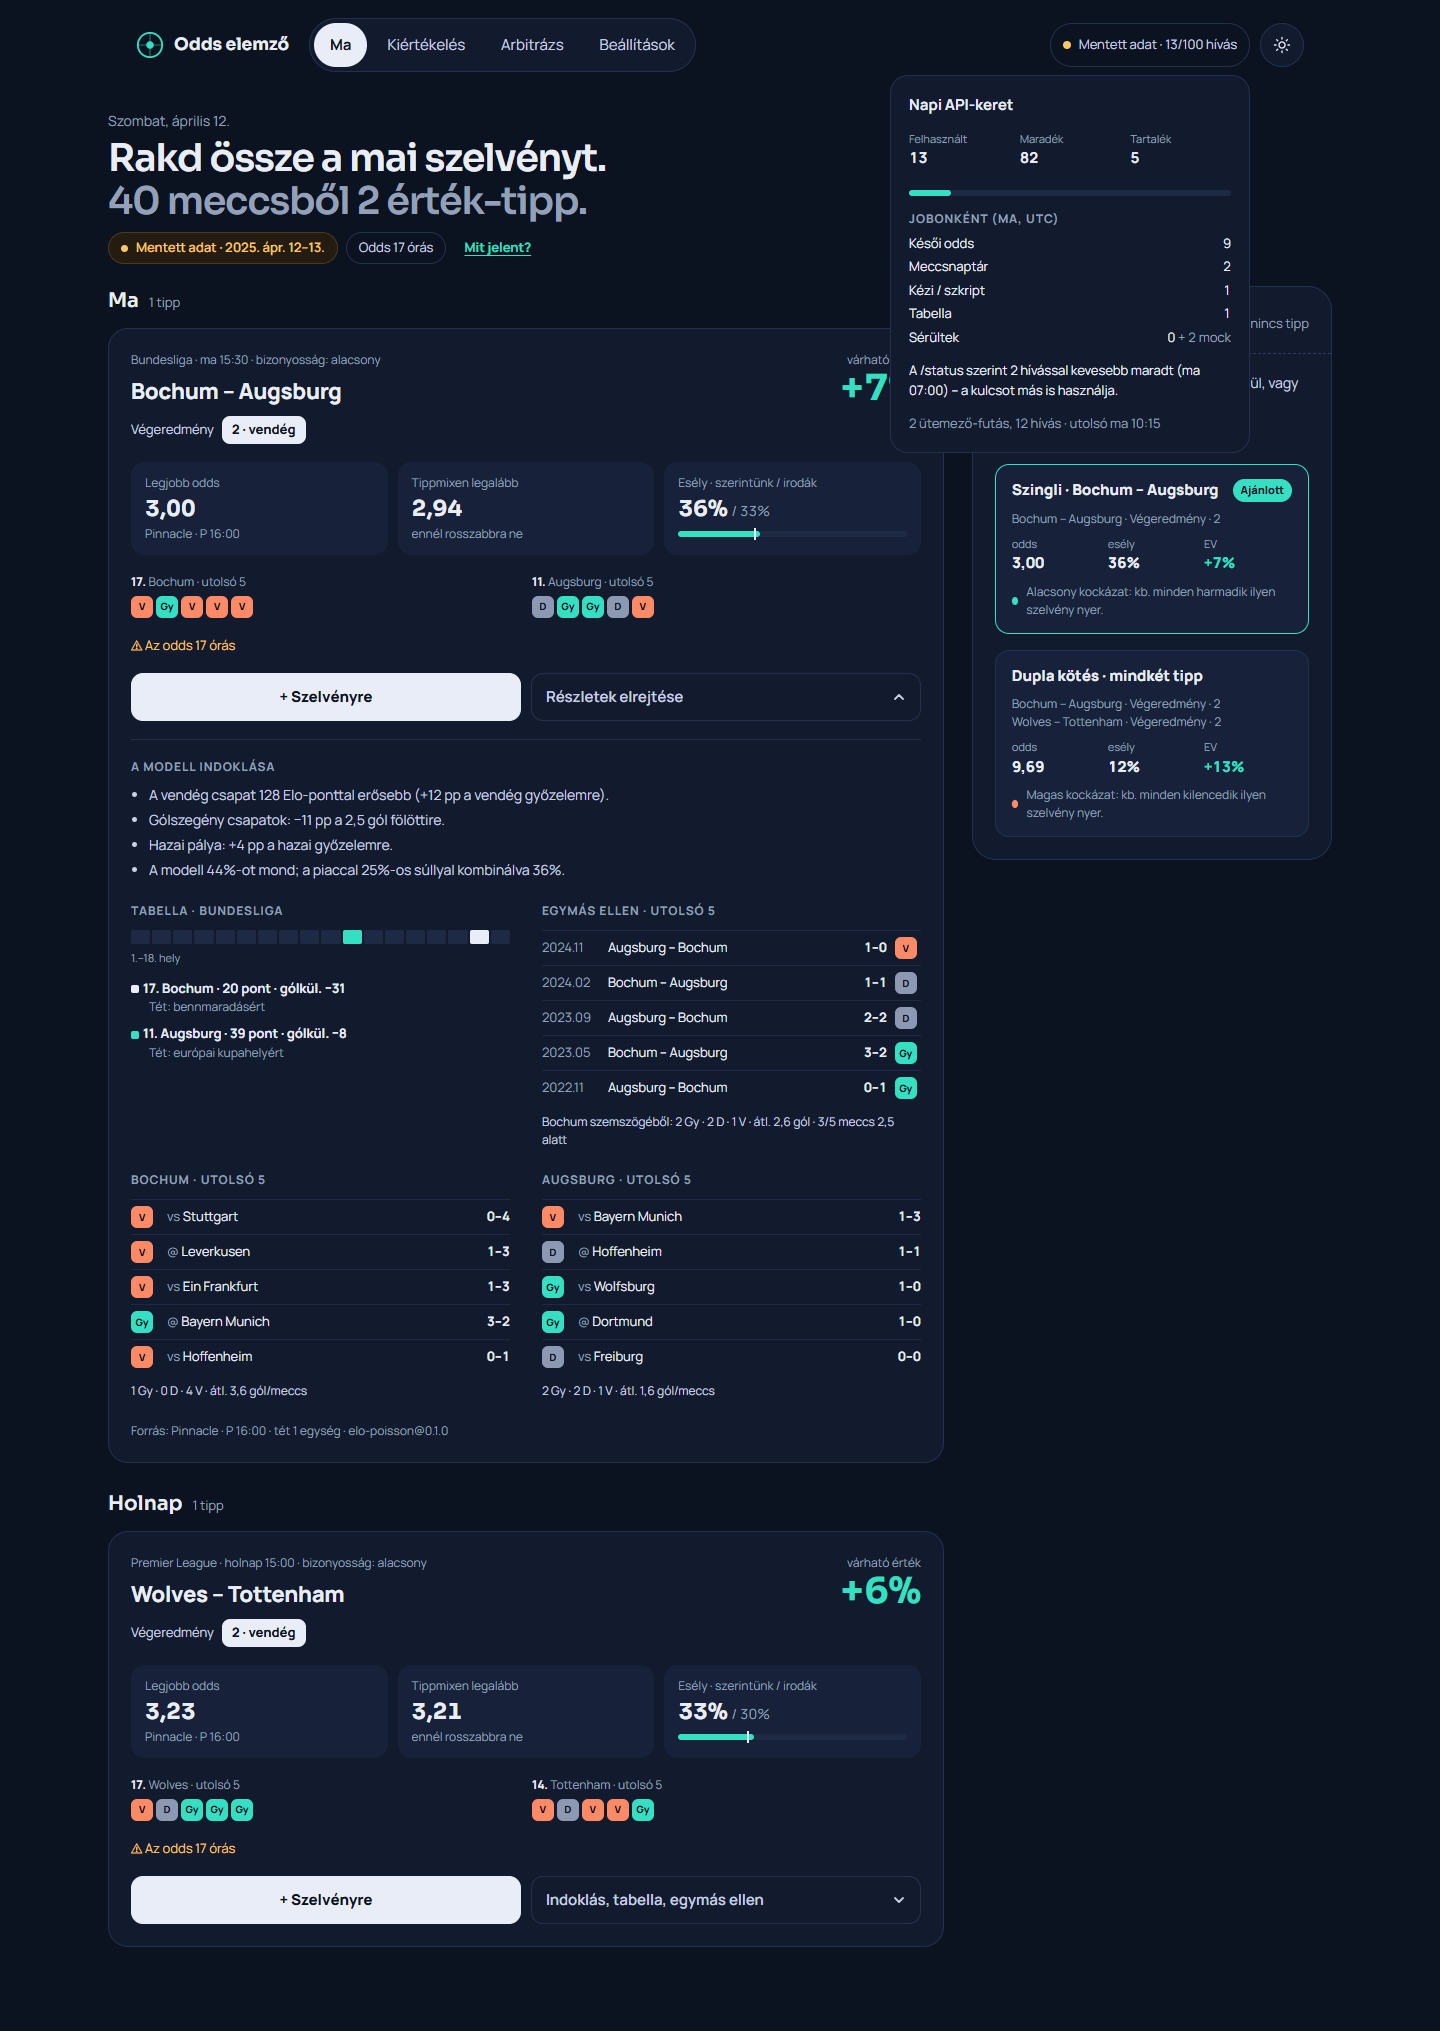 Odds elemző
Ma
Kiértékelés
Arbitrázs
Beállítások
Mentett adat · 13/100 hívás
Napi API-keret
Felhasznált
Maradék
Tartalék
13
82
5
JOBONKÉNT (MA, UTC)
Késői odds 9
Meccsnaptár 2
Kézi / szkript 1
Tabella 1
Sérültek 0 + 2 mock
A /status szerint 2 hívással kevesebb maradt (ma
07:00) – a kulcsot más is használja.
2 ütemező-futás, 12 hívás · utolsó ma 10:15
Szombat, április 12.
Rakd össze a mai szelvényt.
40 meccsből 2 érték-tipp.
Mentett adat · 2025. ápr. 12–13.
Odds 17 órás
Mit jelent?
Ma 1 tipp
Bundesliga · ma 15:30 · bizonyosság: alacsony
várható
Bochum – Augsburg
+7
Végeredmény 2 · vendég
Legjobb odds
3,00
Pinnacle · P 16:00
Tippmixen legalább
2,94
ennél rosszabbra ne
Esély · szerintünk / irodák
36% / 33%
17. Bochum · utolsó 5
V Gy V V V
11. Augsburg · utolsó 5
D Gy Gy D V
⚠ Az odds 17 órás
+ Szelvényre
Részletek elrejtése
A MODELL INDOKLÁSA
• A vendég csapat 128 Elo-ponttal erősebb (+12 pp a vendég győzelemre).
• Gólszegény csapatok: −11 pp a 2,5 gól fölöttire.
• Hazai pálya: +4 pp a hazai győzelemre.
• A modell 44%-ot mond; a piaccal 25%-os súllyal kombinálva 36%.
TABELLA · BUNDESLIGA
1.–18. hely
17. Bochum · 20 pont · gólkül. −31
Tét: bennmaradásért
11. Augsburg · 39 pont · gólkül. −8
Tét: európai kupahelyért
EGYMÁS ELLEN · UTOLSÓ 5
2024.11 Augsburg – Bochum 1–0 V
2024.02 Bochum – Augsburg 1–1 D
2023.09 Augsburg – Bochum 2–2 D
2023.05 Bochum – Augsburg 3–2 Gy
2022.11 Augsburg – Bochum 0–1 Gy
Bochum szemszögéből: 2 Gy · 2 D · 1 V · átl. 2,6 gól · 3/5 meccs 2,5
alatt
BOCHUM · UTOLSÓ 5
V vs Stuttgart 0–4
V @ Leverkusen 1–3
V vs Ein Frankfurt 1–3
Gy @ Bayern Munich 3–2
V vs Hoffenheim 0–1
1 Gy · 0 D · 4 V · átl. 3,6 gól/meccs
AUGSBURG · UTOLSÓ 5
V vs Bayern Munich 1–3
D @ Hoffenheim 1–1
Gy vs Wolfsburg 1–0
Gy @ Dortmund 1–0
D vs Freiburg 0–0
2 Gy · 2 D · 1 V · átl. 1,6 gól/meccs
Forrás: Pinnacle · P 16:00 · tét 1 egység · elo-poisson@0.1.0
nincs tipp
ül, vagy
Szingli · Bochum – Augsburg Ajánlott
Bochum – Augsburg · Végeredmény · 2
odds esély EV
3,00 36% +7%
Alacsony kockázat: kb. minden harmadik ilyen
szelvény nyer.
Dupla kötés · mindkét tipp
Bochum – Augsburg · Végeredmény · 2
Wolves – Tottenham · Végeredmény · 2
odds esély EV
9,69 12% +13%
Magas kockázat: kb. minden kilencedik ilyen
szelvény nyer.
Holnap 1 tipp
Premier League · holnap 15:00 · bizonyosság: alacsony
várható érték
Wolves – Tottenham
+6%
Végeredmény 2 · vendég
Legjobb odds
3,23
Pinnacle · P 16:00
Tippmixen legalább
3,21
ennél rosszabbra ne
Esély · szerintünk / irodák
33% / 30%
17. Wolves · utolsó 5
V D Gy Gy Gy
14. Tottenham · utolsó 5
V D V V Gy
⚠ Az odds 17 órás
+ Szelvényre
Indoklás, tabella, egymás ellen